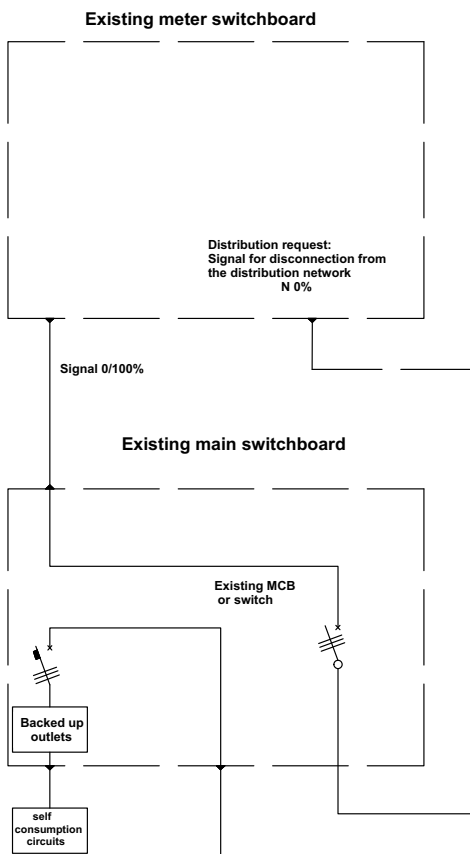 Existing meter switchboard
Distribution request:
Signal for disconnection from
the distribution network
N 0%
Signal 0/100%
Existing main switchboard
Existing MCB
or switch
Backed up
outlets
self
consumption
circuits